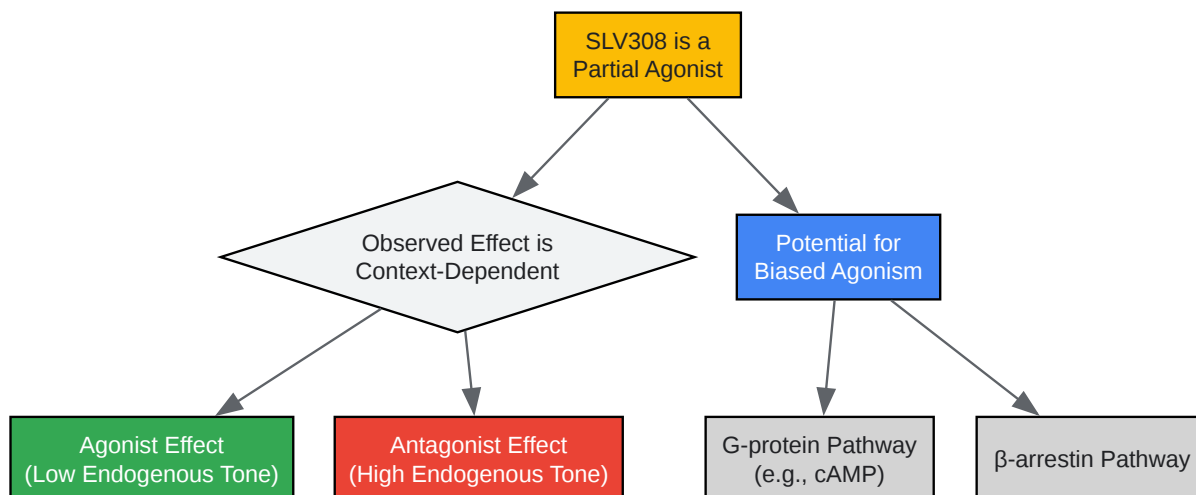 SLV308 is a
Partial Agonist
Observed Effect is
Context-Dependent
Potential for
Biased Agonism
Agonist Effect
(Low Endogenous Tone)
Antagonist Effect
(High Endogenous Tone)
G-protein Pathway
(e.g., cAMP)
β-arrestin Pathway